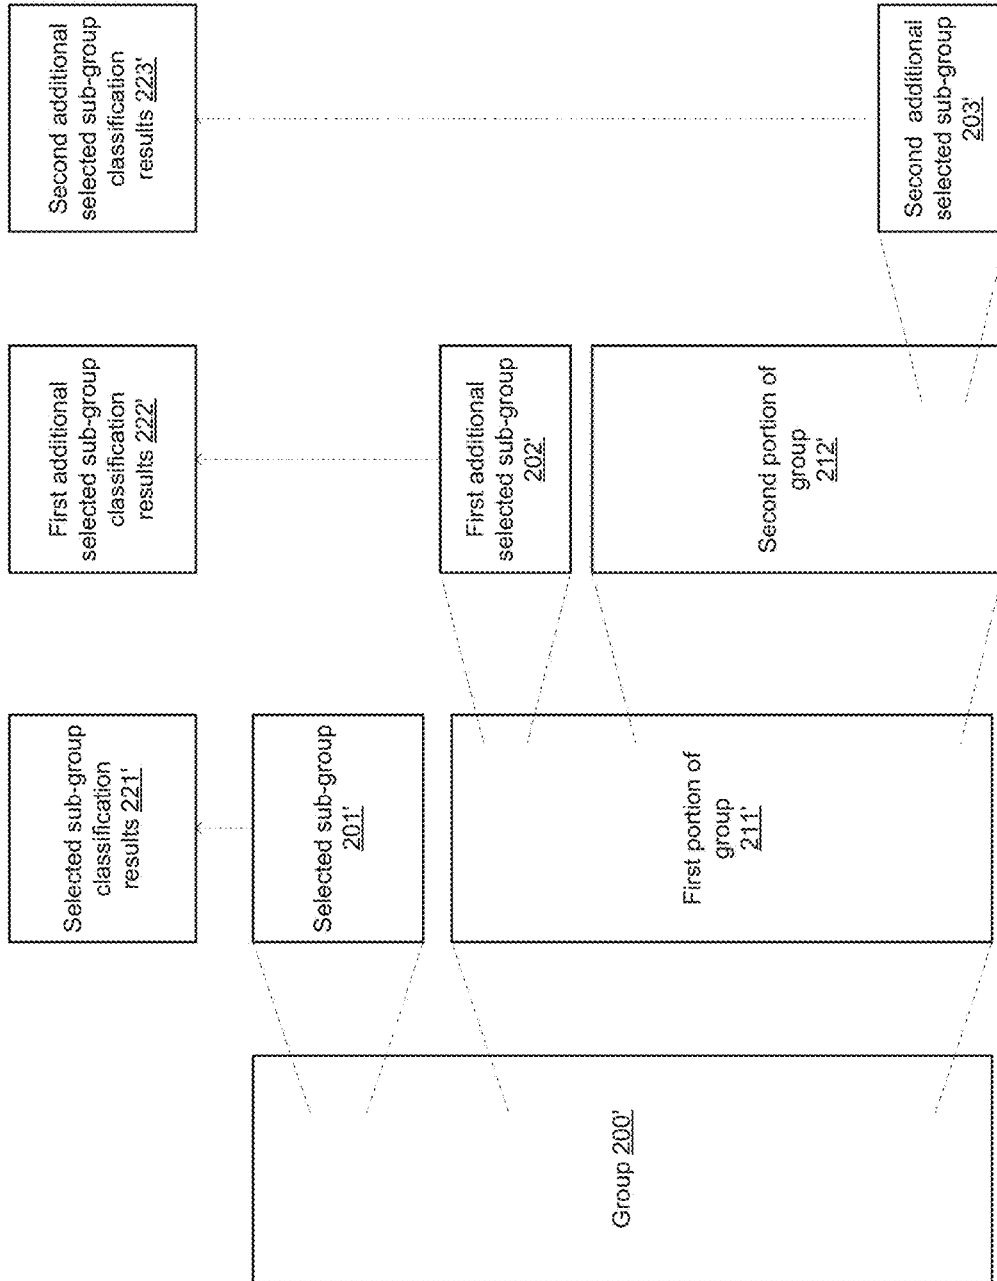 Selected sub-group
classification
results 221'
First additional
selected sub-group
classification
results 222'
Second additional
selected sub-group
classification
results 223'
Selected sub-group
201'
First additional
selected sub-group
202'
Second additional
selected sub-group
203'
Group 200'
First portion of
group
211'
Second portion of
group
212'